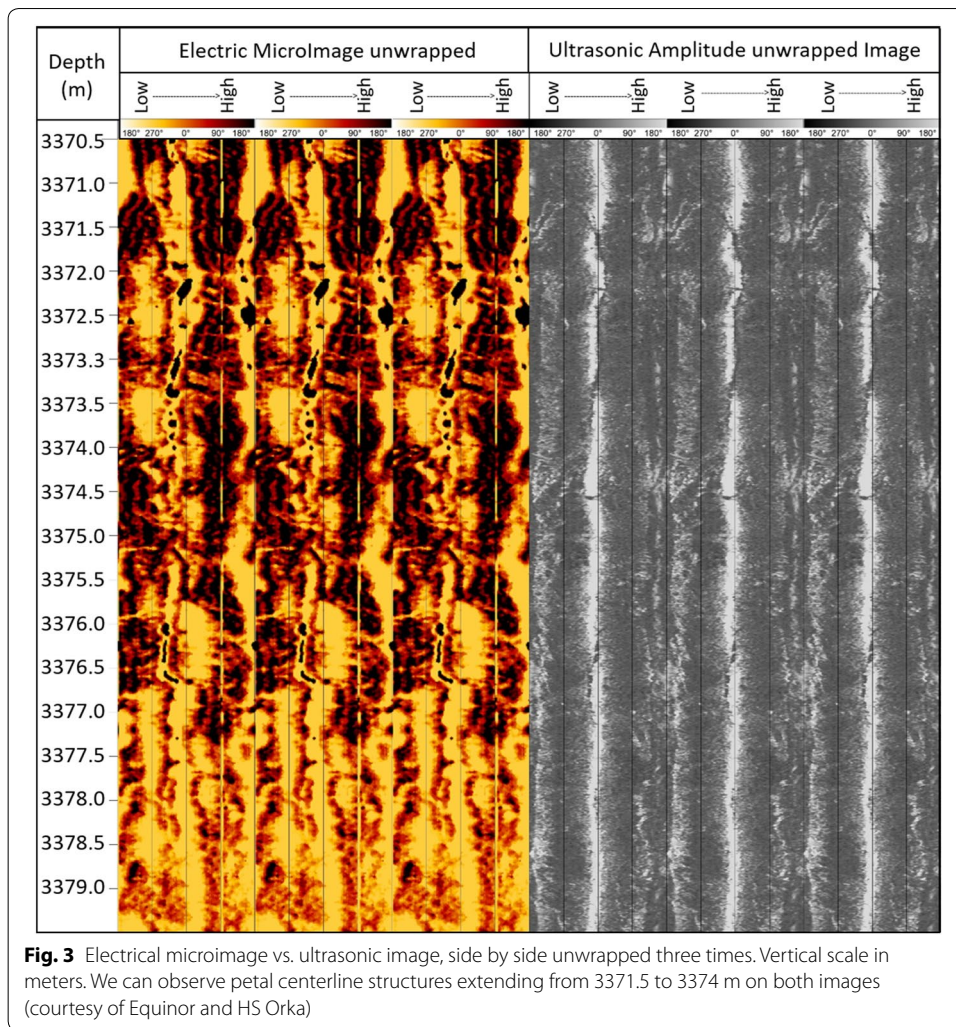 Depth
(m)
Electric MicroImage unwrapped
Ultrasonic Amplitude unwrapped Image
Low High Low High Low High Low High Low High Low High
180° 270° 0° 90° 180° 270° 0° 90° 180° 270° 0° 90° 180° 180° 270° 0° 90° 180° 270° 0° 90° 180° 270° 0° 90° 180°
3370.5
3371.0
3371.5
3372.0
3372.5
3373.3
3373.5
3374.0
3374.5
3375.0
3375.5
3376.0
3376.5
3377.0
3377.5
3378.0
3378.5
3379.0
Fig. 3 Electrical microimage vs. ultrasonic image, side by side unwrapped three times. Vertical scale in
meters. We can observe petal centerline structures extending from 3371.5 to 3374 m on both images
(courtesy of Equinor and HS Orka)